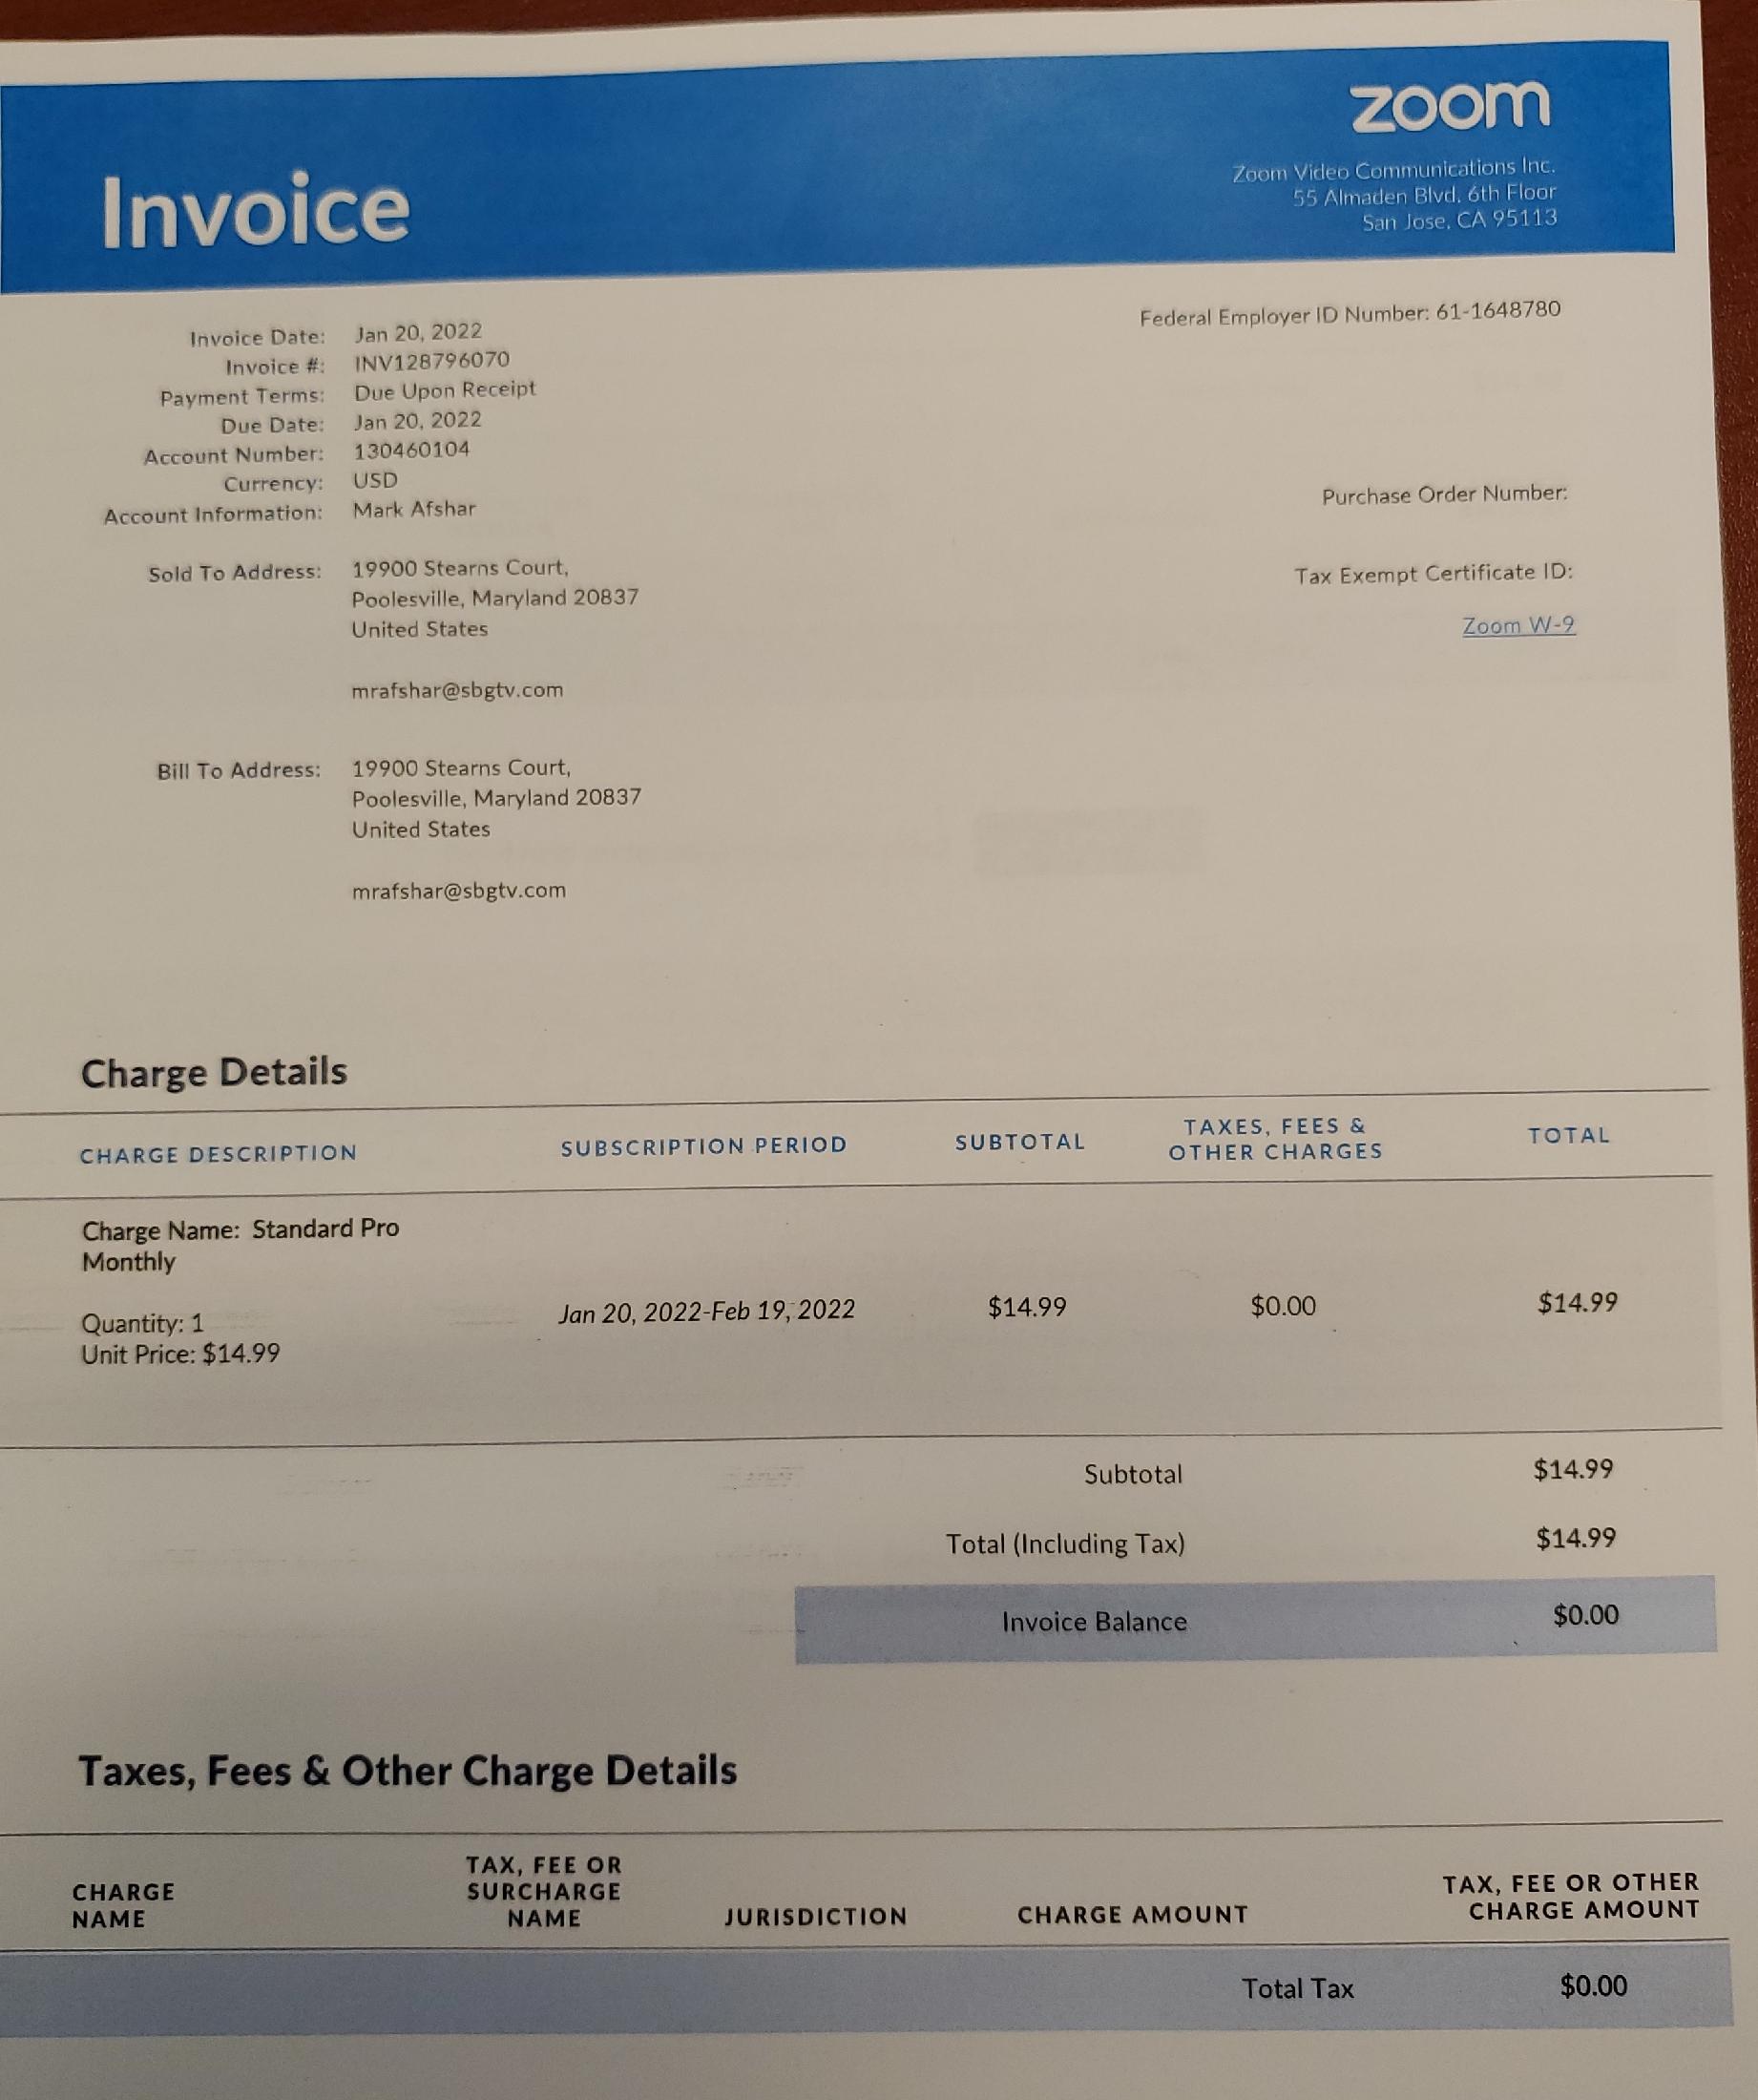 zoom
Zoom Video Communications Inc.
55 Almaden Blvd, 6th Floor
San Jose, CA 95113
Invoice
Federal Employer ID Number: 61-1648780
Invoice Date: Jan 20, 2022
Invoice #: INV128796070
Payment Terms: Due Upon Receipt
Due Date: Jan 20, 2022
Account Number: 130460104
Currency: USD
Account Information: Mark Afshar
Purchase Order Number:
Sold To Address: 19900 Stearns Court,
Poolesville, Maryland 20837
United States
mrafshar@sbgtv.com
Tax Exempt Certificate ID:
Zoom W-9
Bill To Address: 19900 Stearns Court,
Poolesville, Maryland 20837
United States
mrafshar@sbgtv.com
Charge Details
CHARGE DESCRIPTION SUBSCRIPTION PERIOD SUBTOTAL TAXES, FEES & OTHER CHARGES TOTAL
Charge Name: Standard Pro
Monthly
Quantity: 1
Unit Price: $14.99
Jan 20, 2022-Feb 19, 2022 $14.99 $0.00 $14.99
Subtotal $14.99
Total (Including Tax) $14.99
Invoice Balance $0.00
Taxes, Fees & Other Charge Details
CHARGE NAME TAX, FEE OR SURCHARGE NAME JURISDICTION CHARGE AMOUNT TAX, FEE OR OTHER CHARGE AMOUNT
Total Tax $0.00